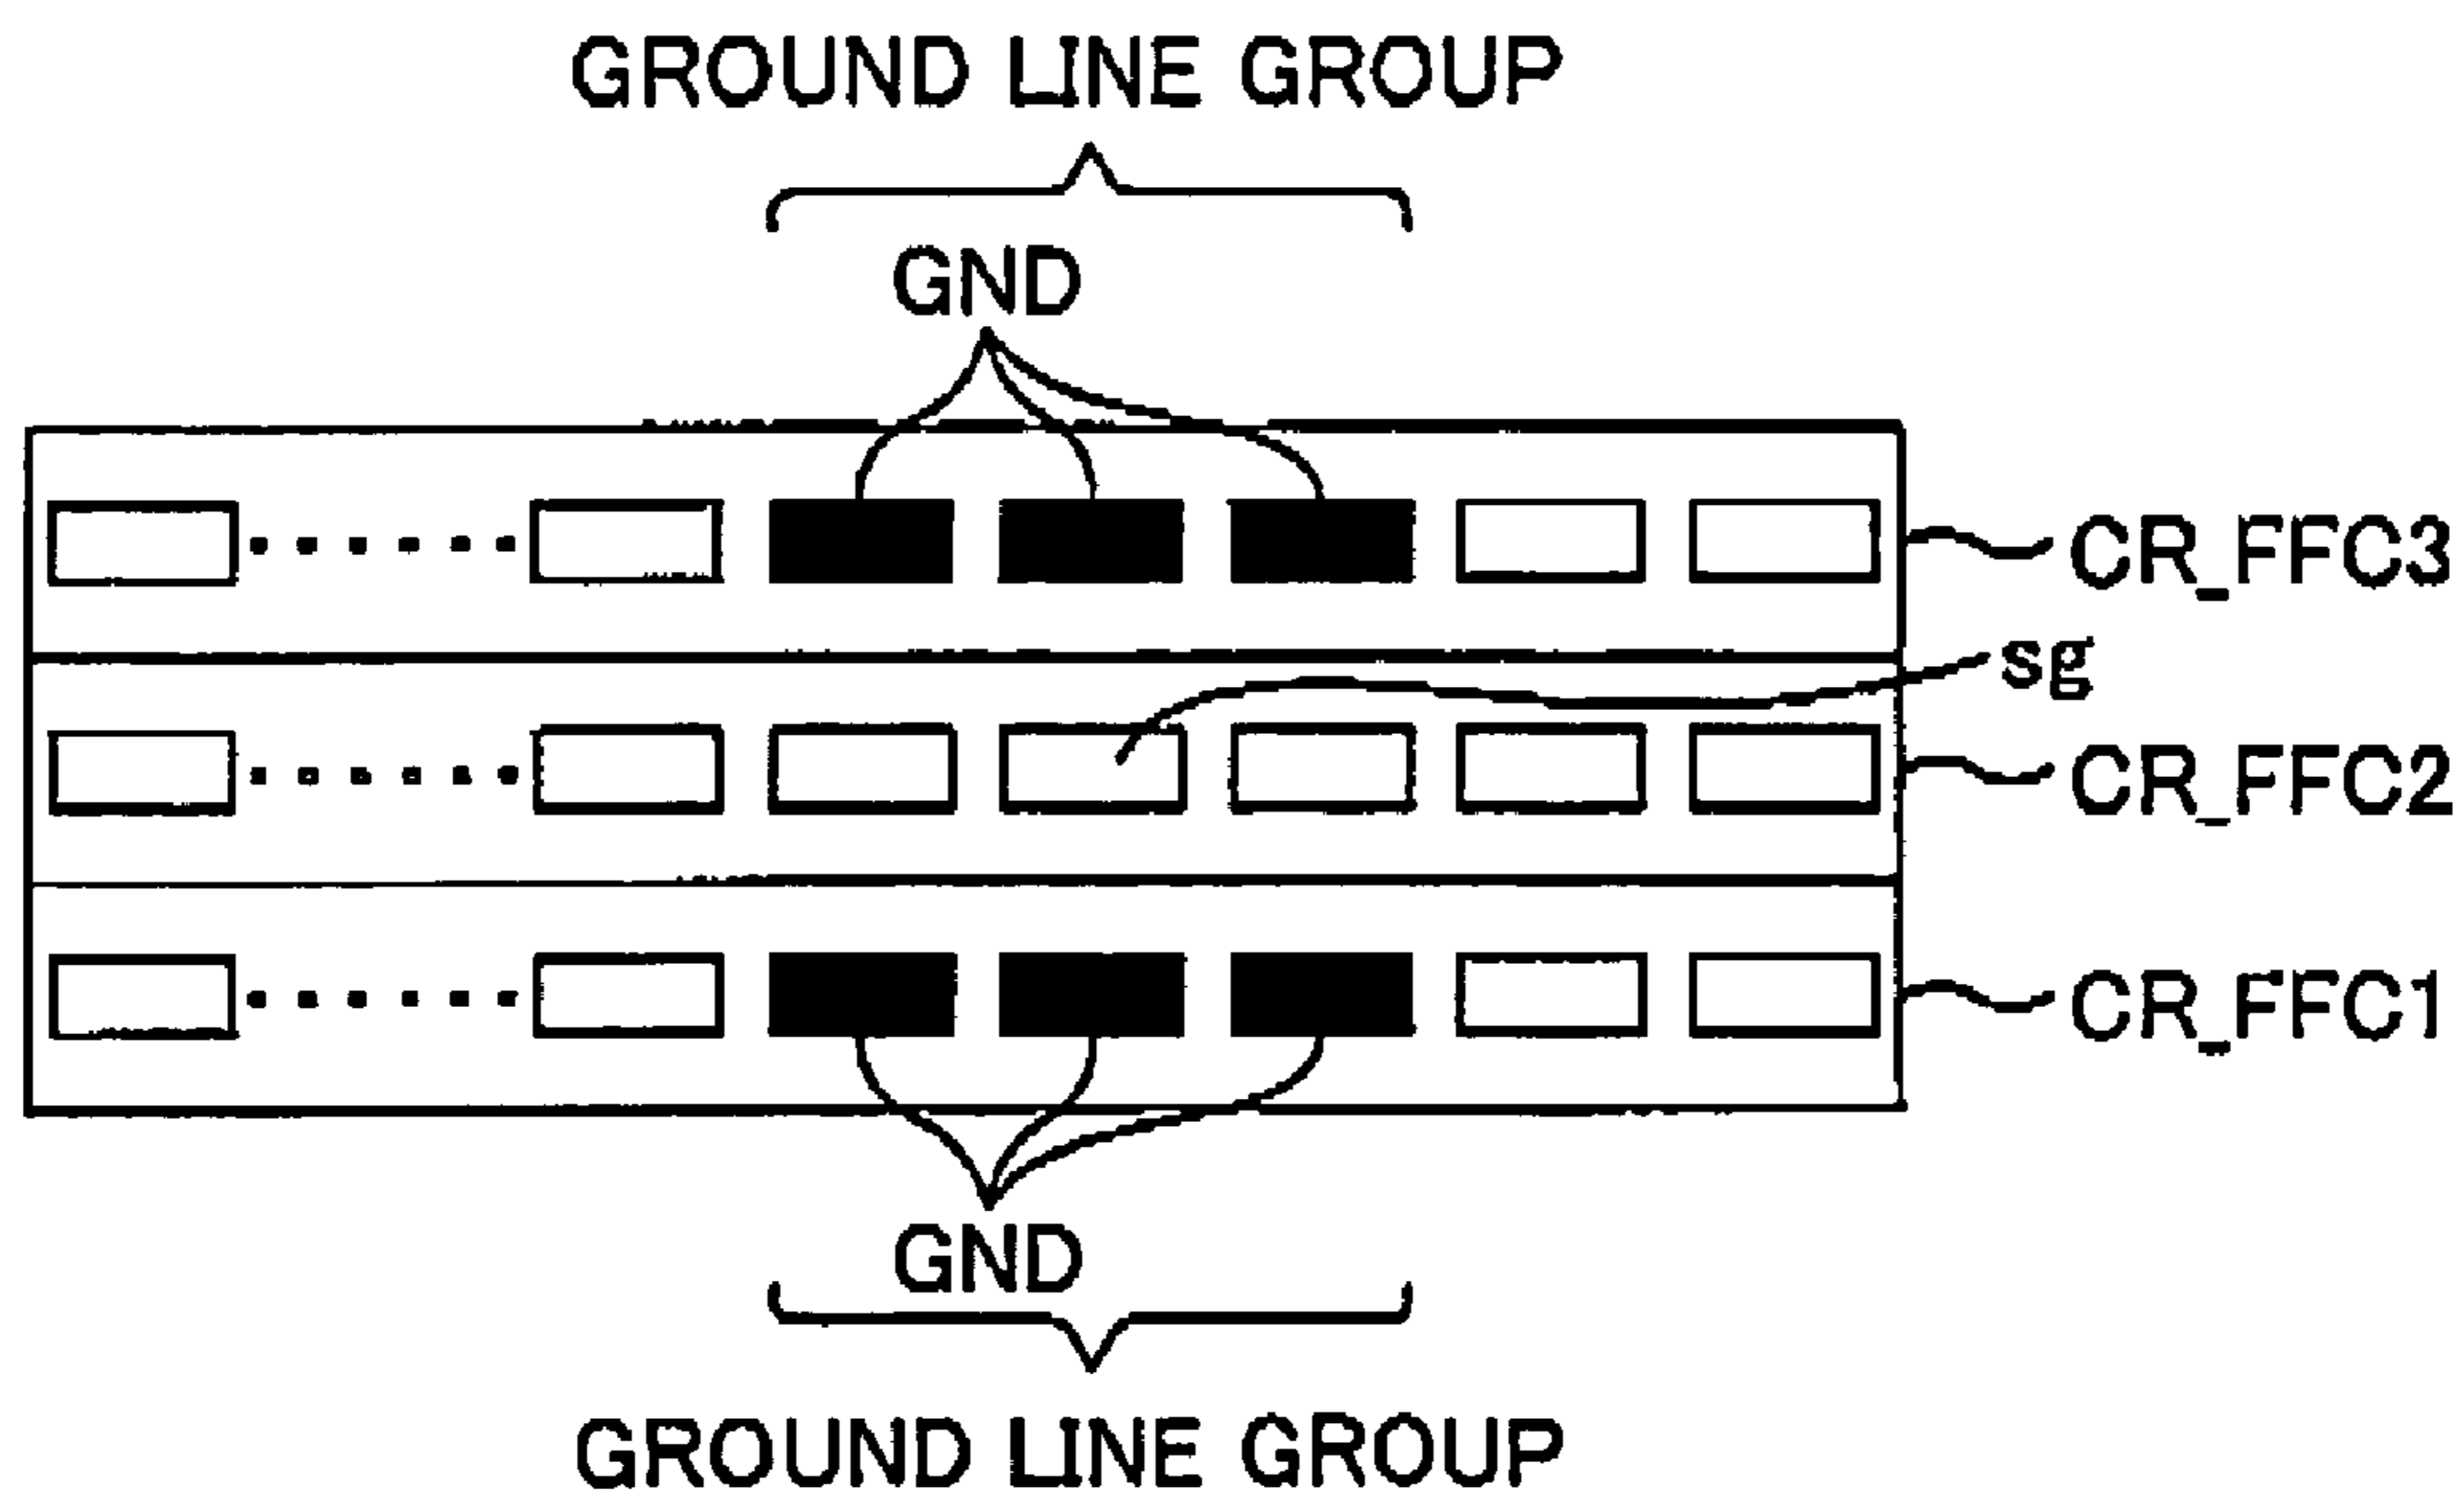 GROUND LINE GROUP
GND
CR_FFC3
sg
CR_FFC2
CR_FFC1
GND
GROUND LINE GROUP